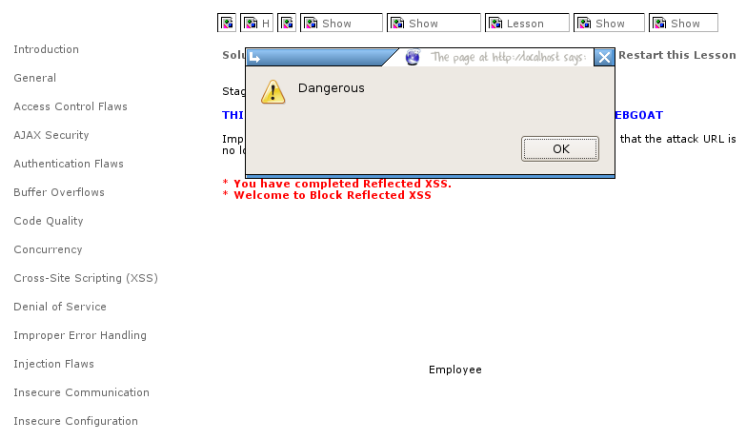 H Show Show Lesson Show Show
Introduction
General
Access Control Flaws
AJAX Security
Authentication Flaws
Buffer Overflows
Code Quality
Concurrency
Cross-Site Scripting (XSS)
Denial of Service
Improper Error Handling
Injection Flaws
Insecure Communication
Insecure Configuration
Restart this Lesson
The page at http://localhost says:
Dangerous
OK
EBGOAT
that the attack URL is
* You have completed Reflected XSS.
* Welcome to Block Reflected XSS
Employee